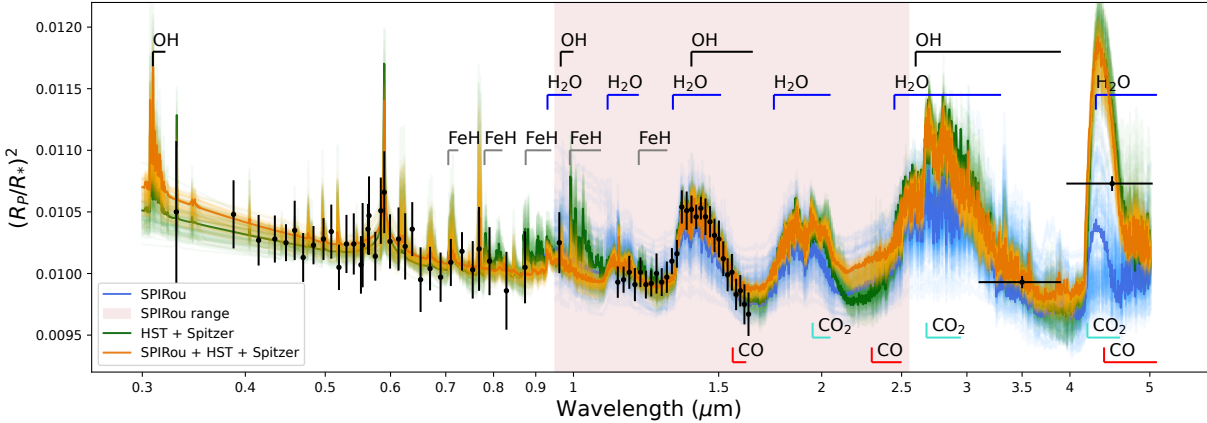 0.0120
0.0115
0.0110
0.0105
0.0100
0.0095
(R_P/R_*)^2
OH
OH
OH
H₂O
H₂O
H₂O
H₂O
H₂O
H₂O
FeH
FeH
FeH
FeH
FeH
CO₂
CO₂
CO₂
CO
CO
CO
SPIRou
SPIRou range
HST + Spitzer
SPIRou + HST + Spitzer
0.3 0.4 0.5 0.6 0.7 0.8 0.9 1 1.5 2 2.5 3 3.5 4 5
Wavelength (μm)